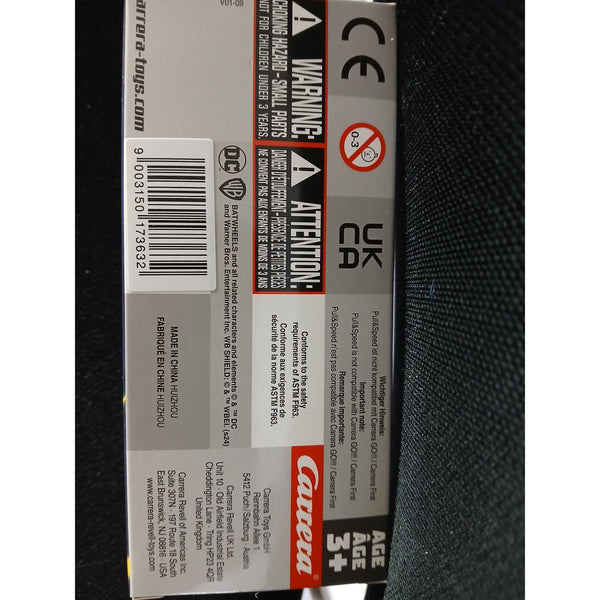 CE
0-3
UK
CA
Wichtiger Hinweis:
Pull&Speed ist nicht kompatibel mit Carrera GO!!! / Carrera First
Important note:
Pull&Speed is not compatible with Carrera GO!!! / Carrera First
Remarque importante:
Pull&Speed n'est pas compatible avec Carrera GO!!! / Carrera First
AGE
ÂGE
3+
WARNING:
CHOKING HAZARD - SMALL PARTS
NOT FOR CHILDREN UNDER 3 YEARS.
ATTENTION:
DANGER D'ÉTOUFFEMENT - PRÉSENCE DE PETITES PIÈCES
NE CONVIENT PAS AUX ENFANTS DE MOINS DE 3 ANS
Conforms to the safety
requirements of ASTM F963.
Conforme aux exigences de
sécurité de la norme ASTM F963.
Carrera
V01-09
DC WB
BATWHEELS and all related characters and elements © & ™ DC
and Warner Bros. Entertainment Inc. WB SHIELD: © & ™ WBEI. (s24)
Carrera Toys GmbH
Rennbahn Allee 1
5412 Puch / Salzburg · Austria
Carrera Revell UK Ltd.
Unit 10 · Old Airfield Industrial Estate
Cheddington Lane · Tring HP23 4QR
United Kingdom
Carrera Revell of Americas Inc.
Suite 307N · 197 Route 18 South
East Brunswick, NJ 08816 · USA
www.carrera-revell-toys.com
arrera-toys.com
9 003150 173632
MADE IN CHINA HUIZHOU
FABRIQUÉ EN CHINE HUIZHOU